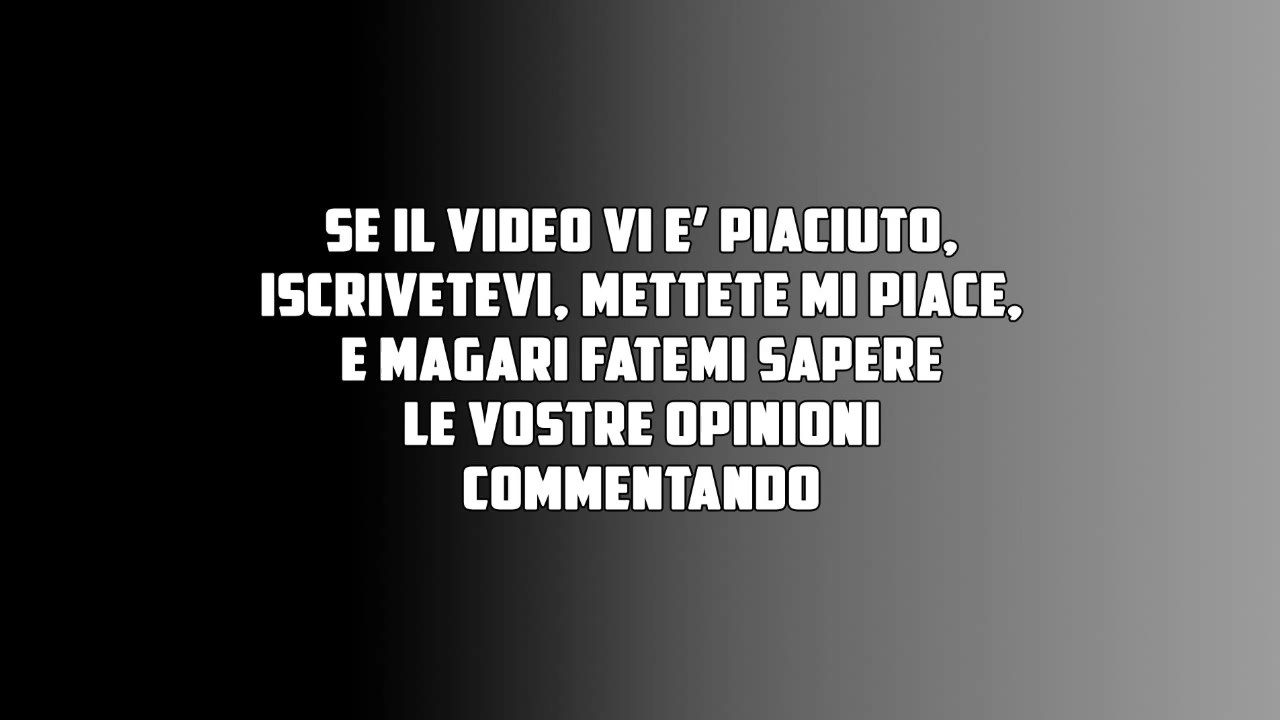 SE IL VIDEO VI E' PIACIUTO,
ISCRIVETEVI, METTETE MI PIACE,
E MAGARI FATEMI SAPERE
LE VOSTRE OPINIONI
COMMENTANDO